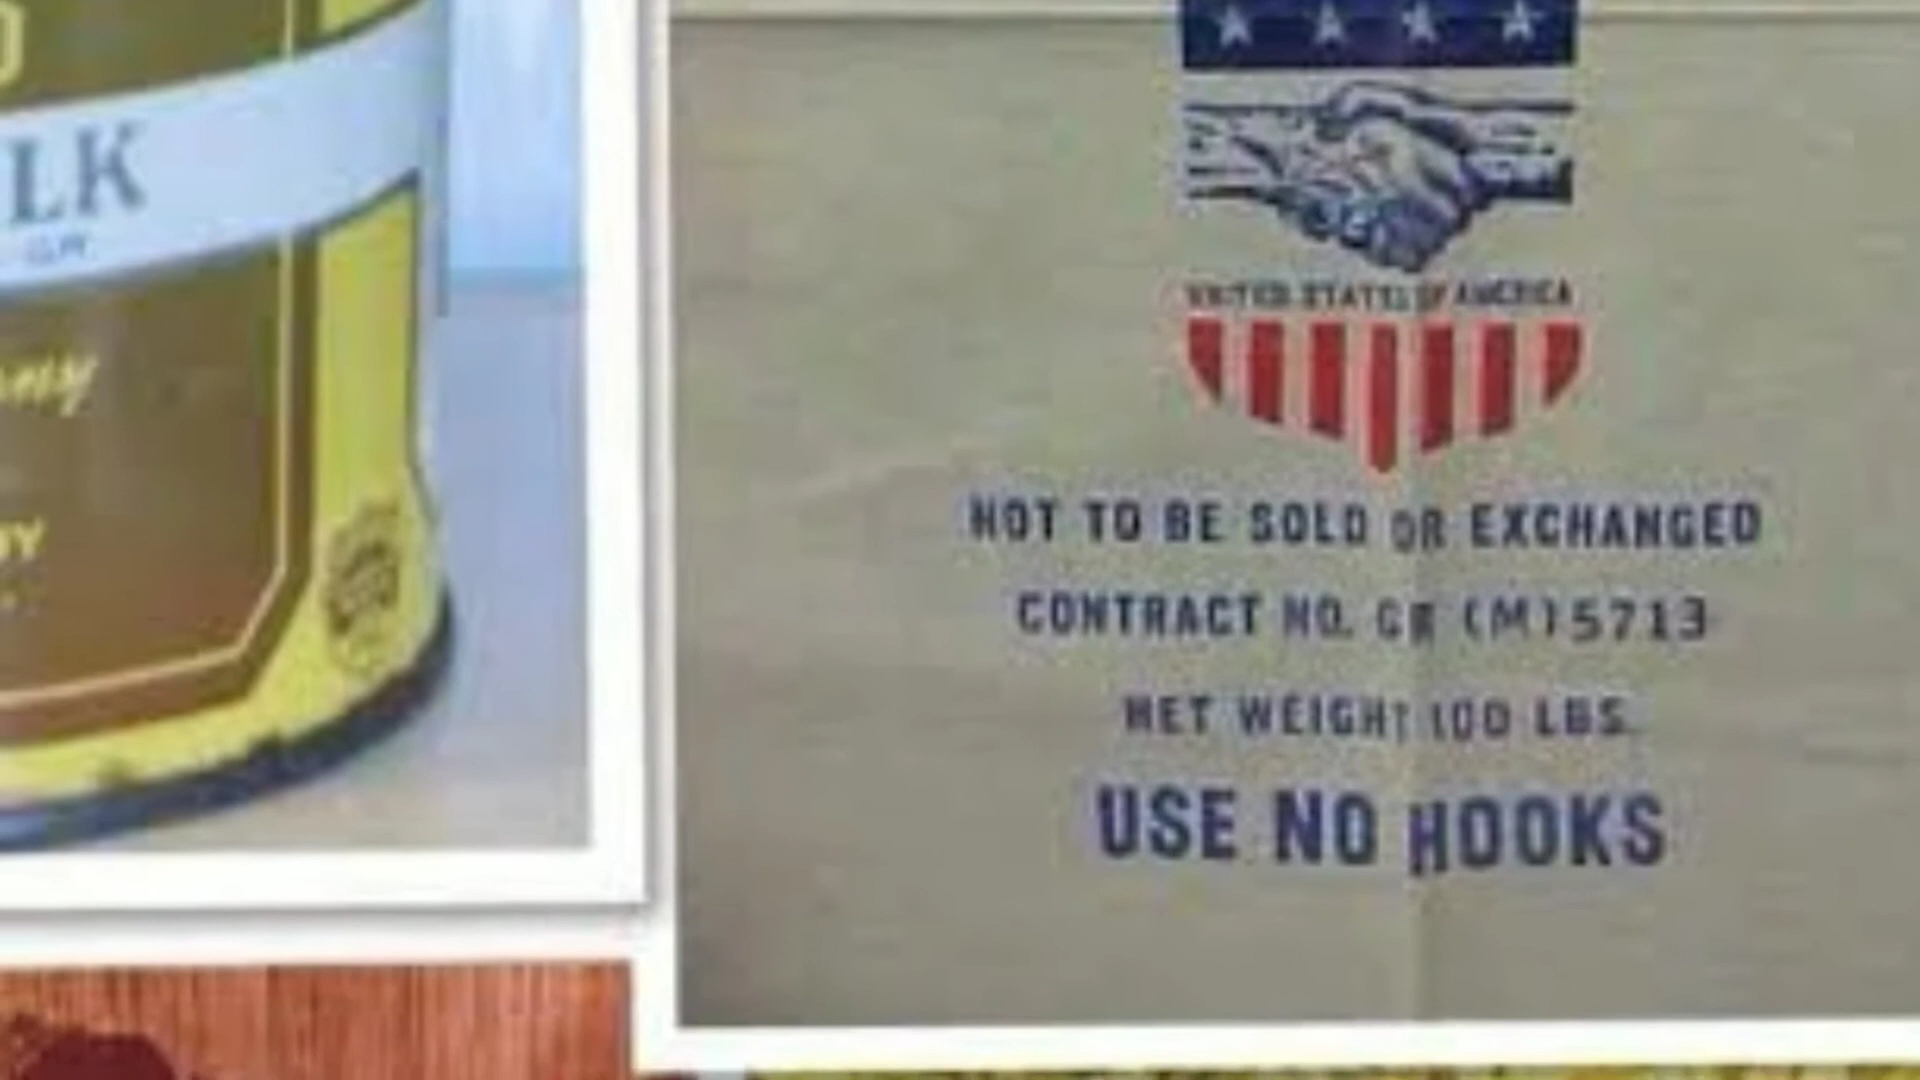 LK
UNITED STATES OF AMERICA
NOT TO BE SOLD OR EXCHANGED
CONTRACT NO. GR (M) 5713
NET WEIGHT 100 LBS.
USE NO HOOKS